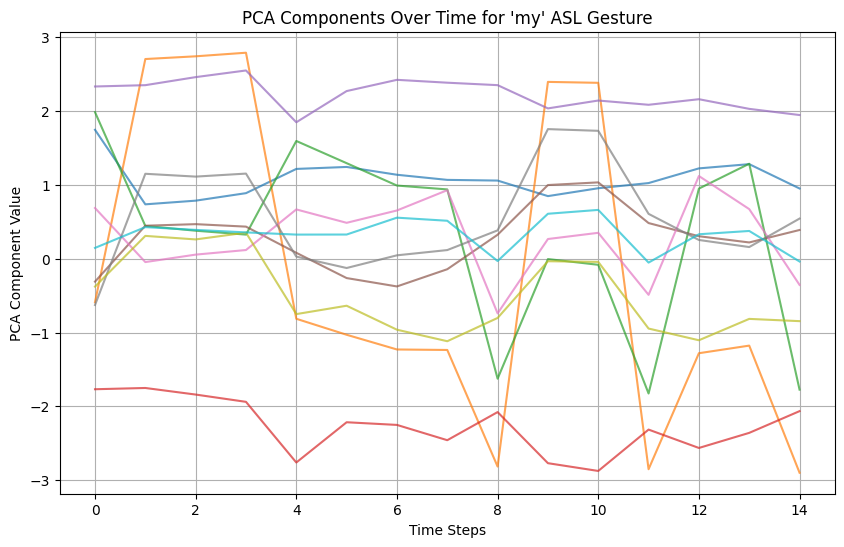 PCA Components Over Time for 'my' ASL Gesture
PCA Component Value
3
2
1
0
−1
−2
−3
0 2 4 6 8 10 12 14
Time Steps